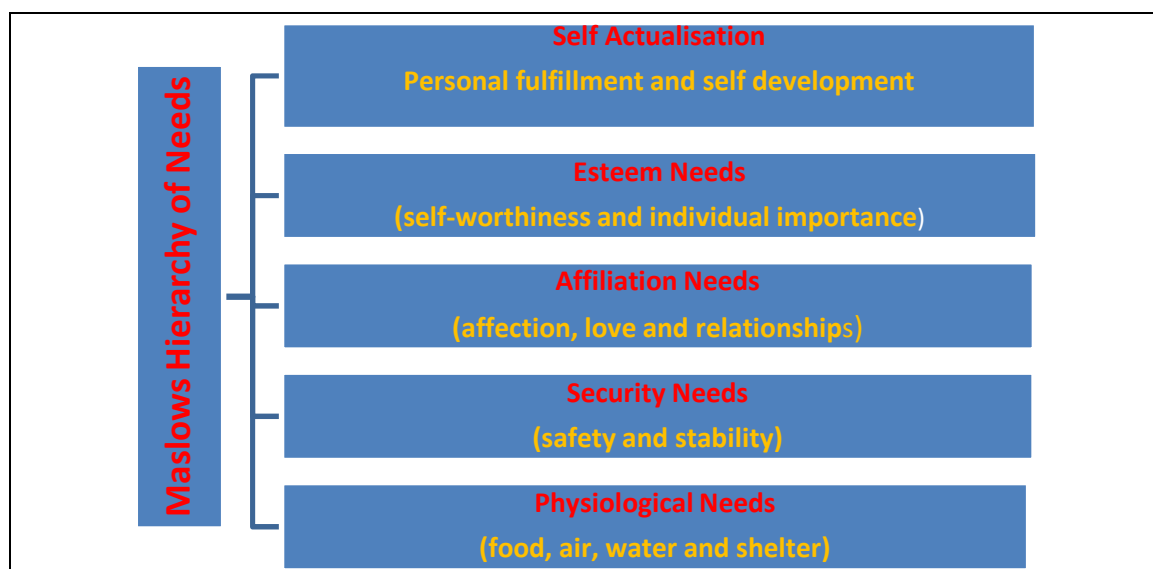 Maslows Hierarchy of Needs
Self Actualisation
Personal fulfillment and self development
Esteem Needs
(self-worthiness and individual importance)
Affiliation Needs
(affection, love and relationships)
Security Needs
(safety and stability)
Physiological Needs
(food, air, water and shelter)